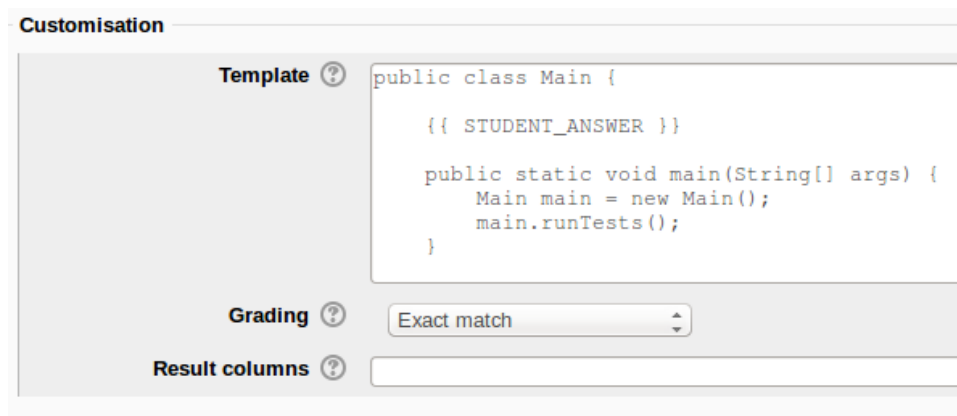 Customisation
Template
public class Main {
{{ STUDENT_ANSWER }}
public static void main(String[] args) {
Main main = new Main();
main.runTests();
}
Grading
Exact match
Result columns